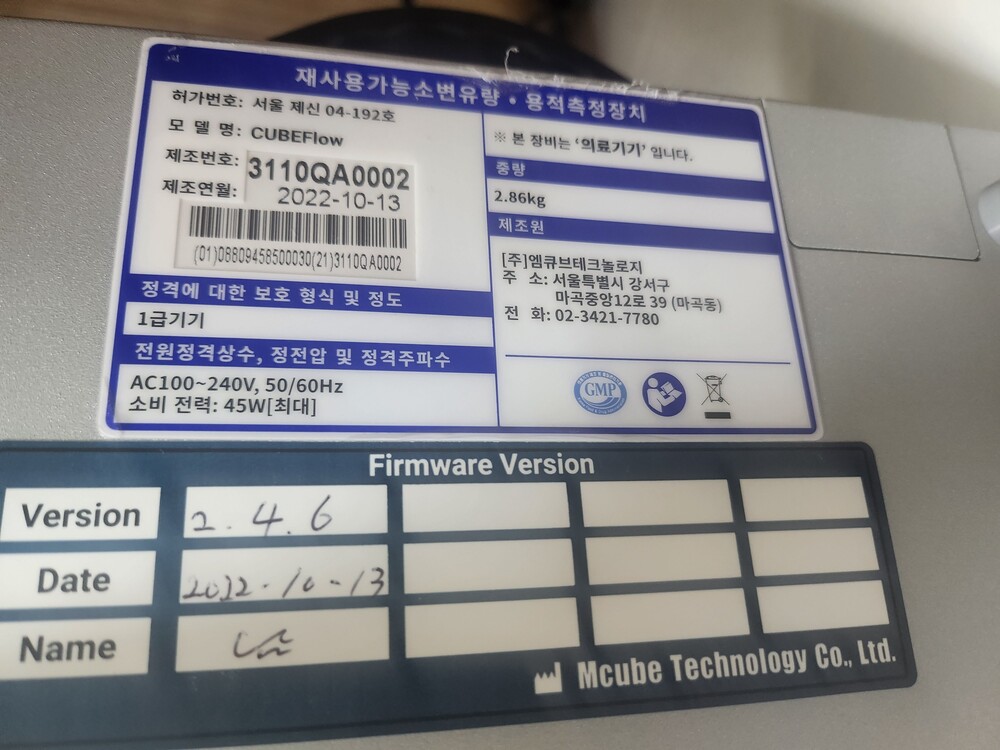 재사용가능소변유량 • 용적측정장치
허가번호: 서울 제신 04-192호
모 델 명: CUBEFlow
제조번호: 3110QA0002
제조연월: 2022-10-13
(01)08809458500030(21)3110QA0002
정격에 대한 보호 형식 및 정도
1급기기
전원정격상수, 정전압 및 정격주파수
AC100~240V, 50/60Hz
소비 전력: 45W[최대]
※ 본 장비는 '의료기기' 입니다.
중량
2.86kg
제조원
[주]엠큐브테크놀로지
주 소: 서울특별시 강서구
마곡중앙12로 39 (마곡동)
전 화: 02-3421-7780
GMP
Firmware Version
Version 2.4.6
Date 2022-10-13
Name
Mcube Technology Co., Ltd.